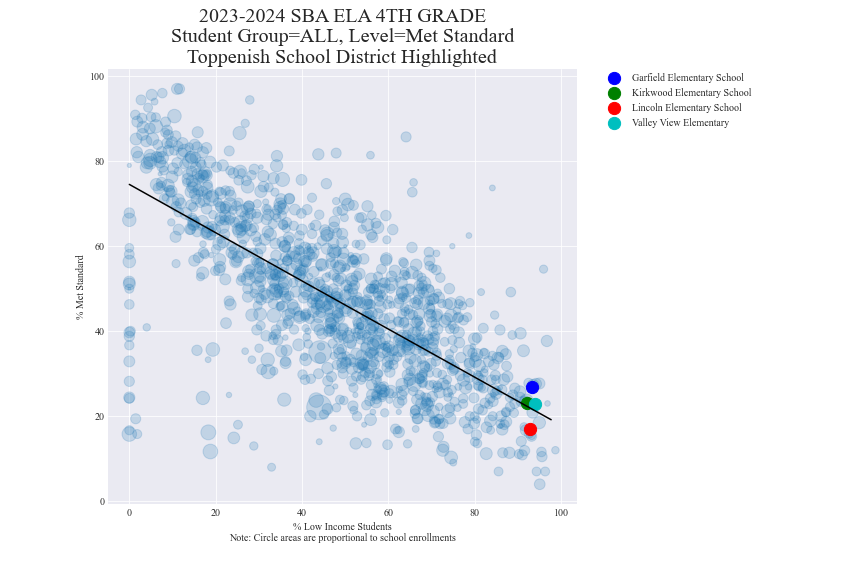 2023-2024 SBA ELA 4TH GRADE
Student Group=ALL, Level=Met Standard
Toppenish School District Highlighted
Garfield Elementary School
Kirkwood Elementary School
Lincoln Elementary School
Valley View Elementary
100
80
60
40
20
0
% Met Standard
0 20 40 60 80 100
% Low Income Students
Note: Circle areas are proportional to school enrollments